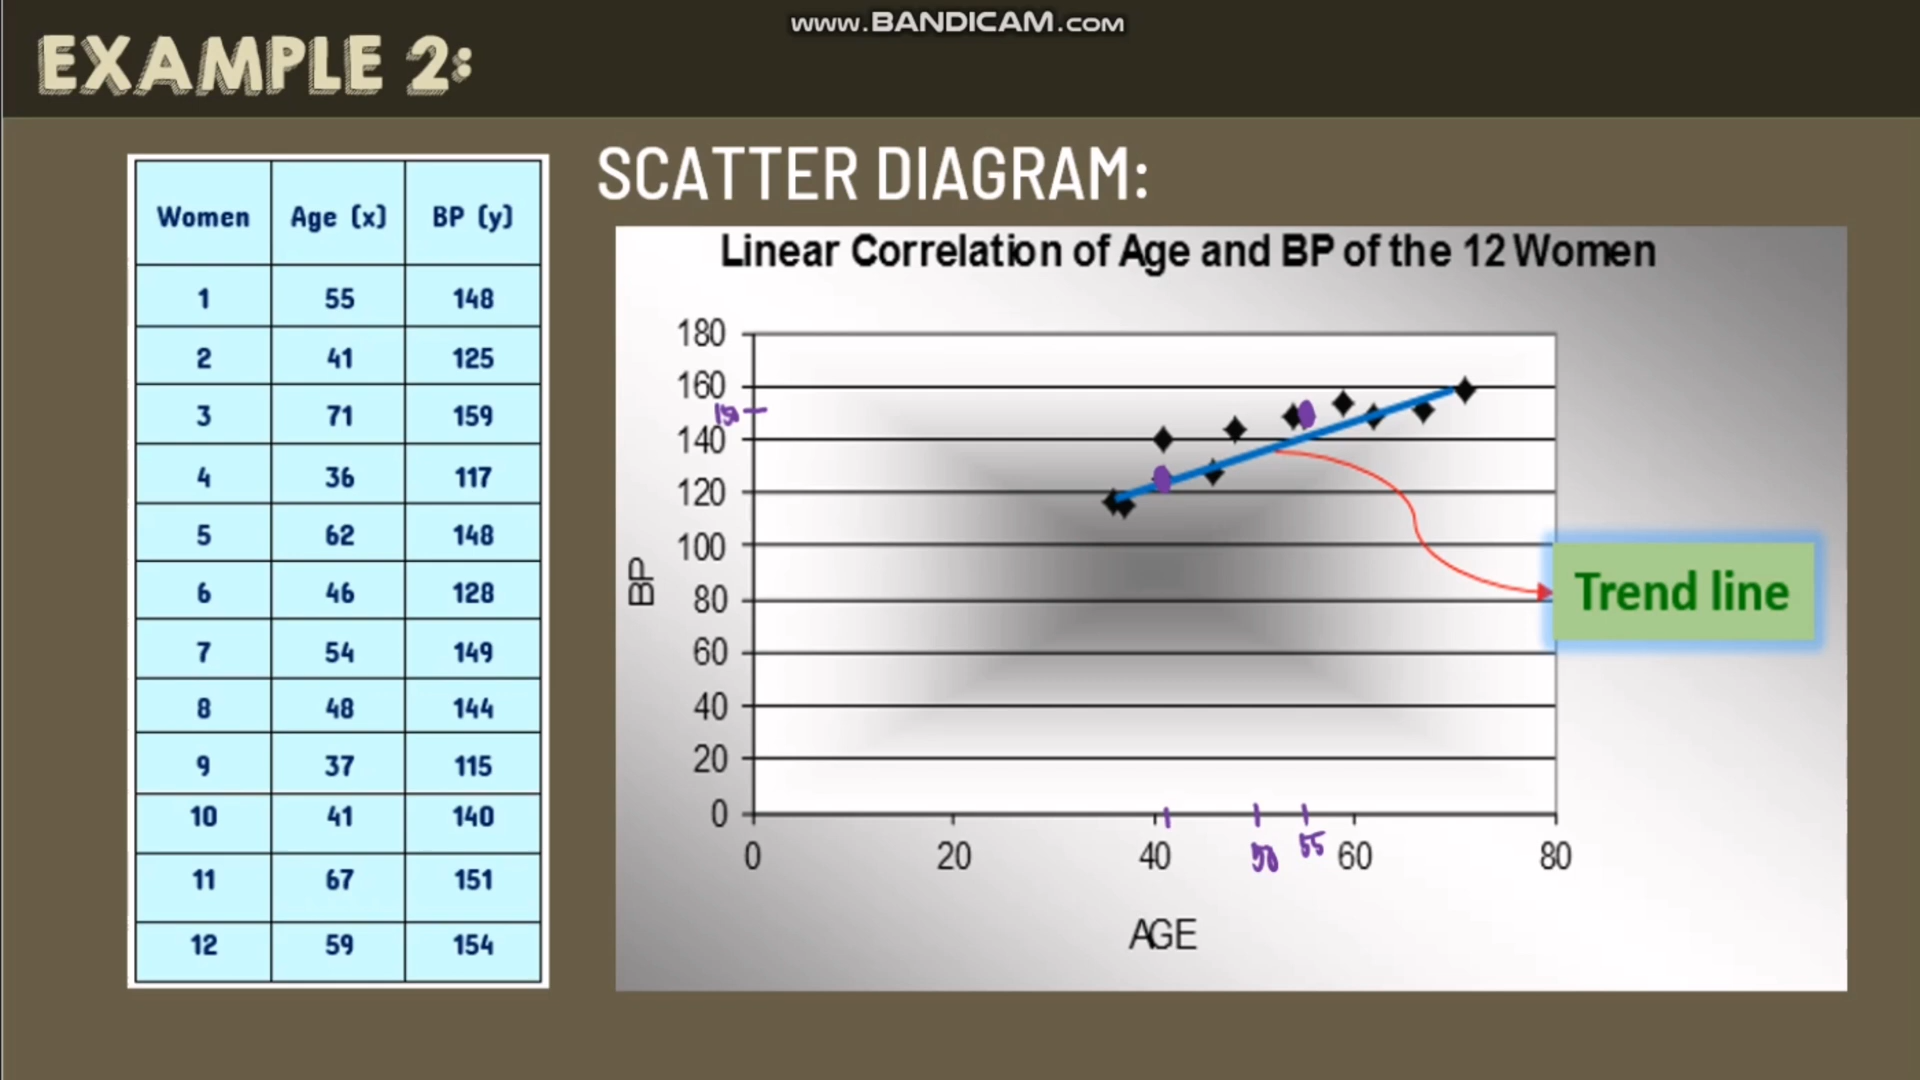 www.BANDICAM.com
EXAMPLE 2:
SCATTER DIAGRAM:
Women Age (x) BP (y)
1 55 148
2 41 125
3 71 159
4 36 117
5 62 148
6 46 128
7 54 149
8 48 144
9 37 115
10 41 140
11 67 151
12 59 154
Linear Correlation of Age and BP of the 12 Women
180
160
150
140
120
100
80
60
40
20
0
BP
0 20 40 50 55 60 80
AGE
Trend line